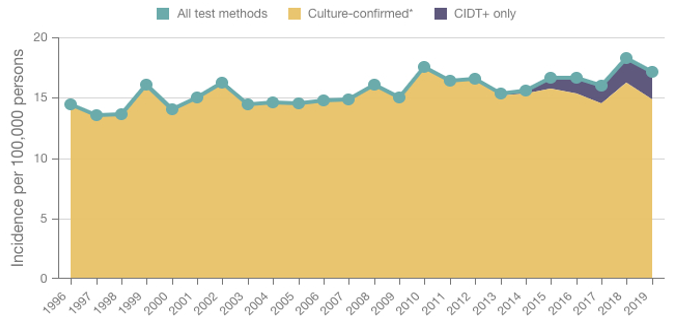 All test methods Culture-confirmed* CIDT+ only
Incidence per 100,000 persons
20
15
10
5
0
1996 1997 1998 1999 2000 2001 2002 2003 2004 2005 2006 2007 2008 2009 2010 2011 2012 2013 2014 2015 2016 2017 2018 2019